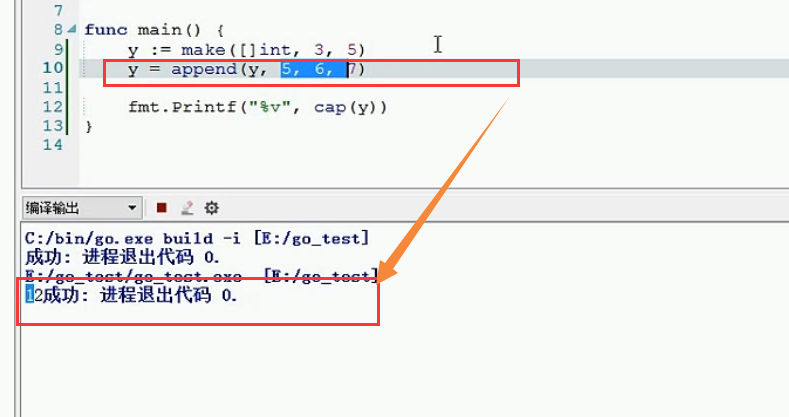 7
8 func main() {
9 y := make([]int, 3, 5)
10 y = append(y, 5, 6, 7)
11
12 fmt.Printf("%v", cap(y))
13 }
14
编译输出
C:/bin/go.exe build -i [E:/go_test]
成功: 进程退出代码 0.
E:/go_test/go_test.exe [E:/go_test]
12成功: 进程退出代码 0.